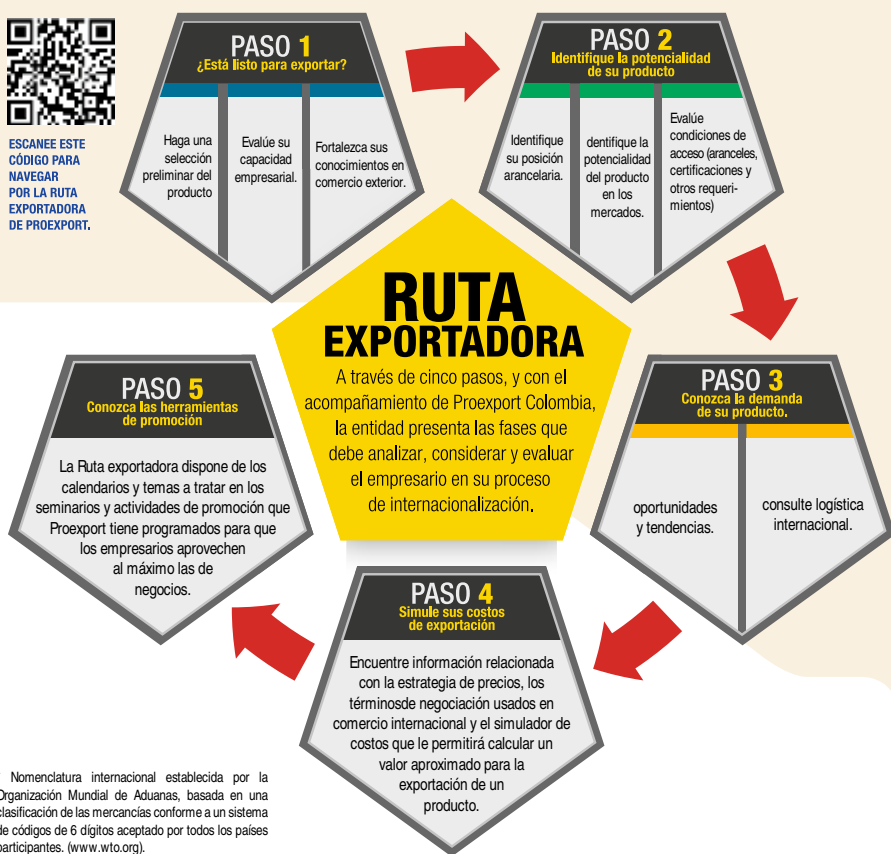 ESCANEE ESTE
CÓDIGO PARA
NAVEGAR
POR LA RUTA
EXPORTADORA
DE PROEXPORT.
PASO 1
¿Está listo para exportar?
Haga una
selección
preliminar del
producto
Evalúe su
capacidad
empresarial.
Fortalezca sus
conocimientos en
comercio exterior.
PASO 2
Identifique la potencialidad
de su producto
Identifique
su posición
arancelaria.
dentifique la
potencialidad
del producto
en los
mercados.
Evalúe
condiciones de
acceso (aranceles,
certificaciones y
otros requeri-
mientos)
RUTA
EXPORTADORA
A través de cinco pasos, y con el
acompañamiento de Proexport Colombia,
la entidad presenta las fases que
debe analizar, considerar y evaluar
el empresario en su proceso
de internacionalización.
PASO 3
Conozca la demanda
de su producto.
oportunidades
y tendencias.
consulte logística
internacional.
PASO 4
Simule sus costos
de exportación
Encuentre información relacionada
con la estrategia de precios, los
términosde negociación usados en
comercio internacional y el simulador de
costos que le permitirá calcular un
valor aproximado para la
exportación de un
producto.
PASO 5
Conozca las herramientas
de promoción
La Ruta exportadora dispone de los
calendarios y temas a tratar en los
seminarios y actividades de promoción que
Proexport tiene programados para que
los empresarios aprovechen
al máximo las de
negocios.
Nomenclatura internacional establecida por la
Organización Mundial de Aduanas, basada en una
clasificación de las mercancías conforme a un sistema
de códigos de 6 dígitos aceptado por todos los países
participantes. (www.wto.org).